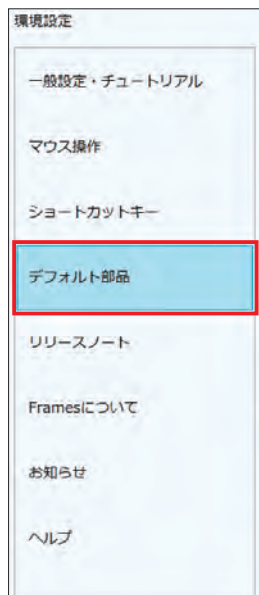 環境設定
一般設定・チュートリアル
マウス操作
ショートカットキー
デフォルト部品
リリースノート
Framesについて
お知らせ
ヘルプ